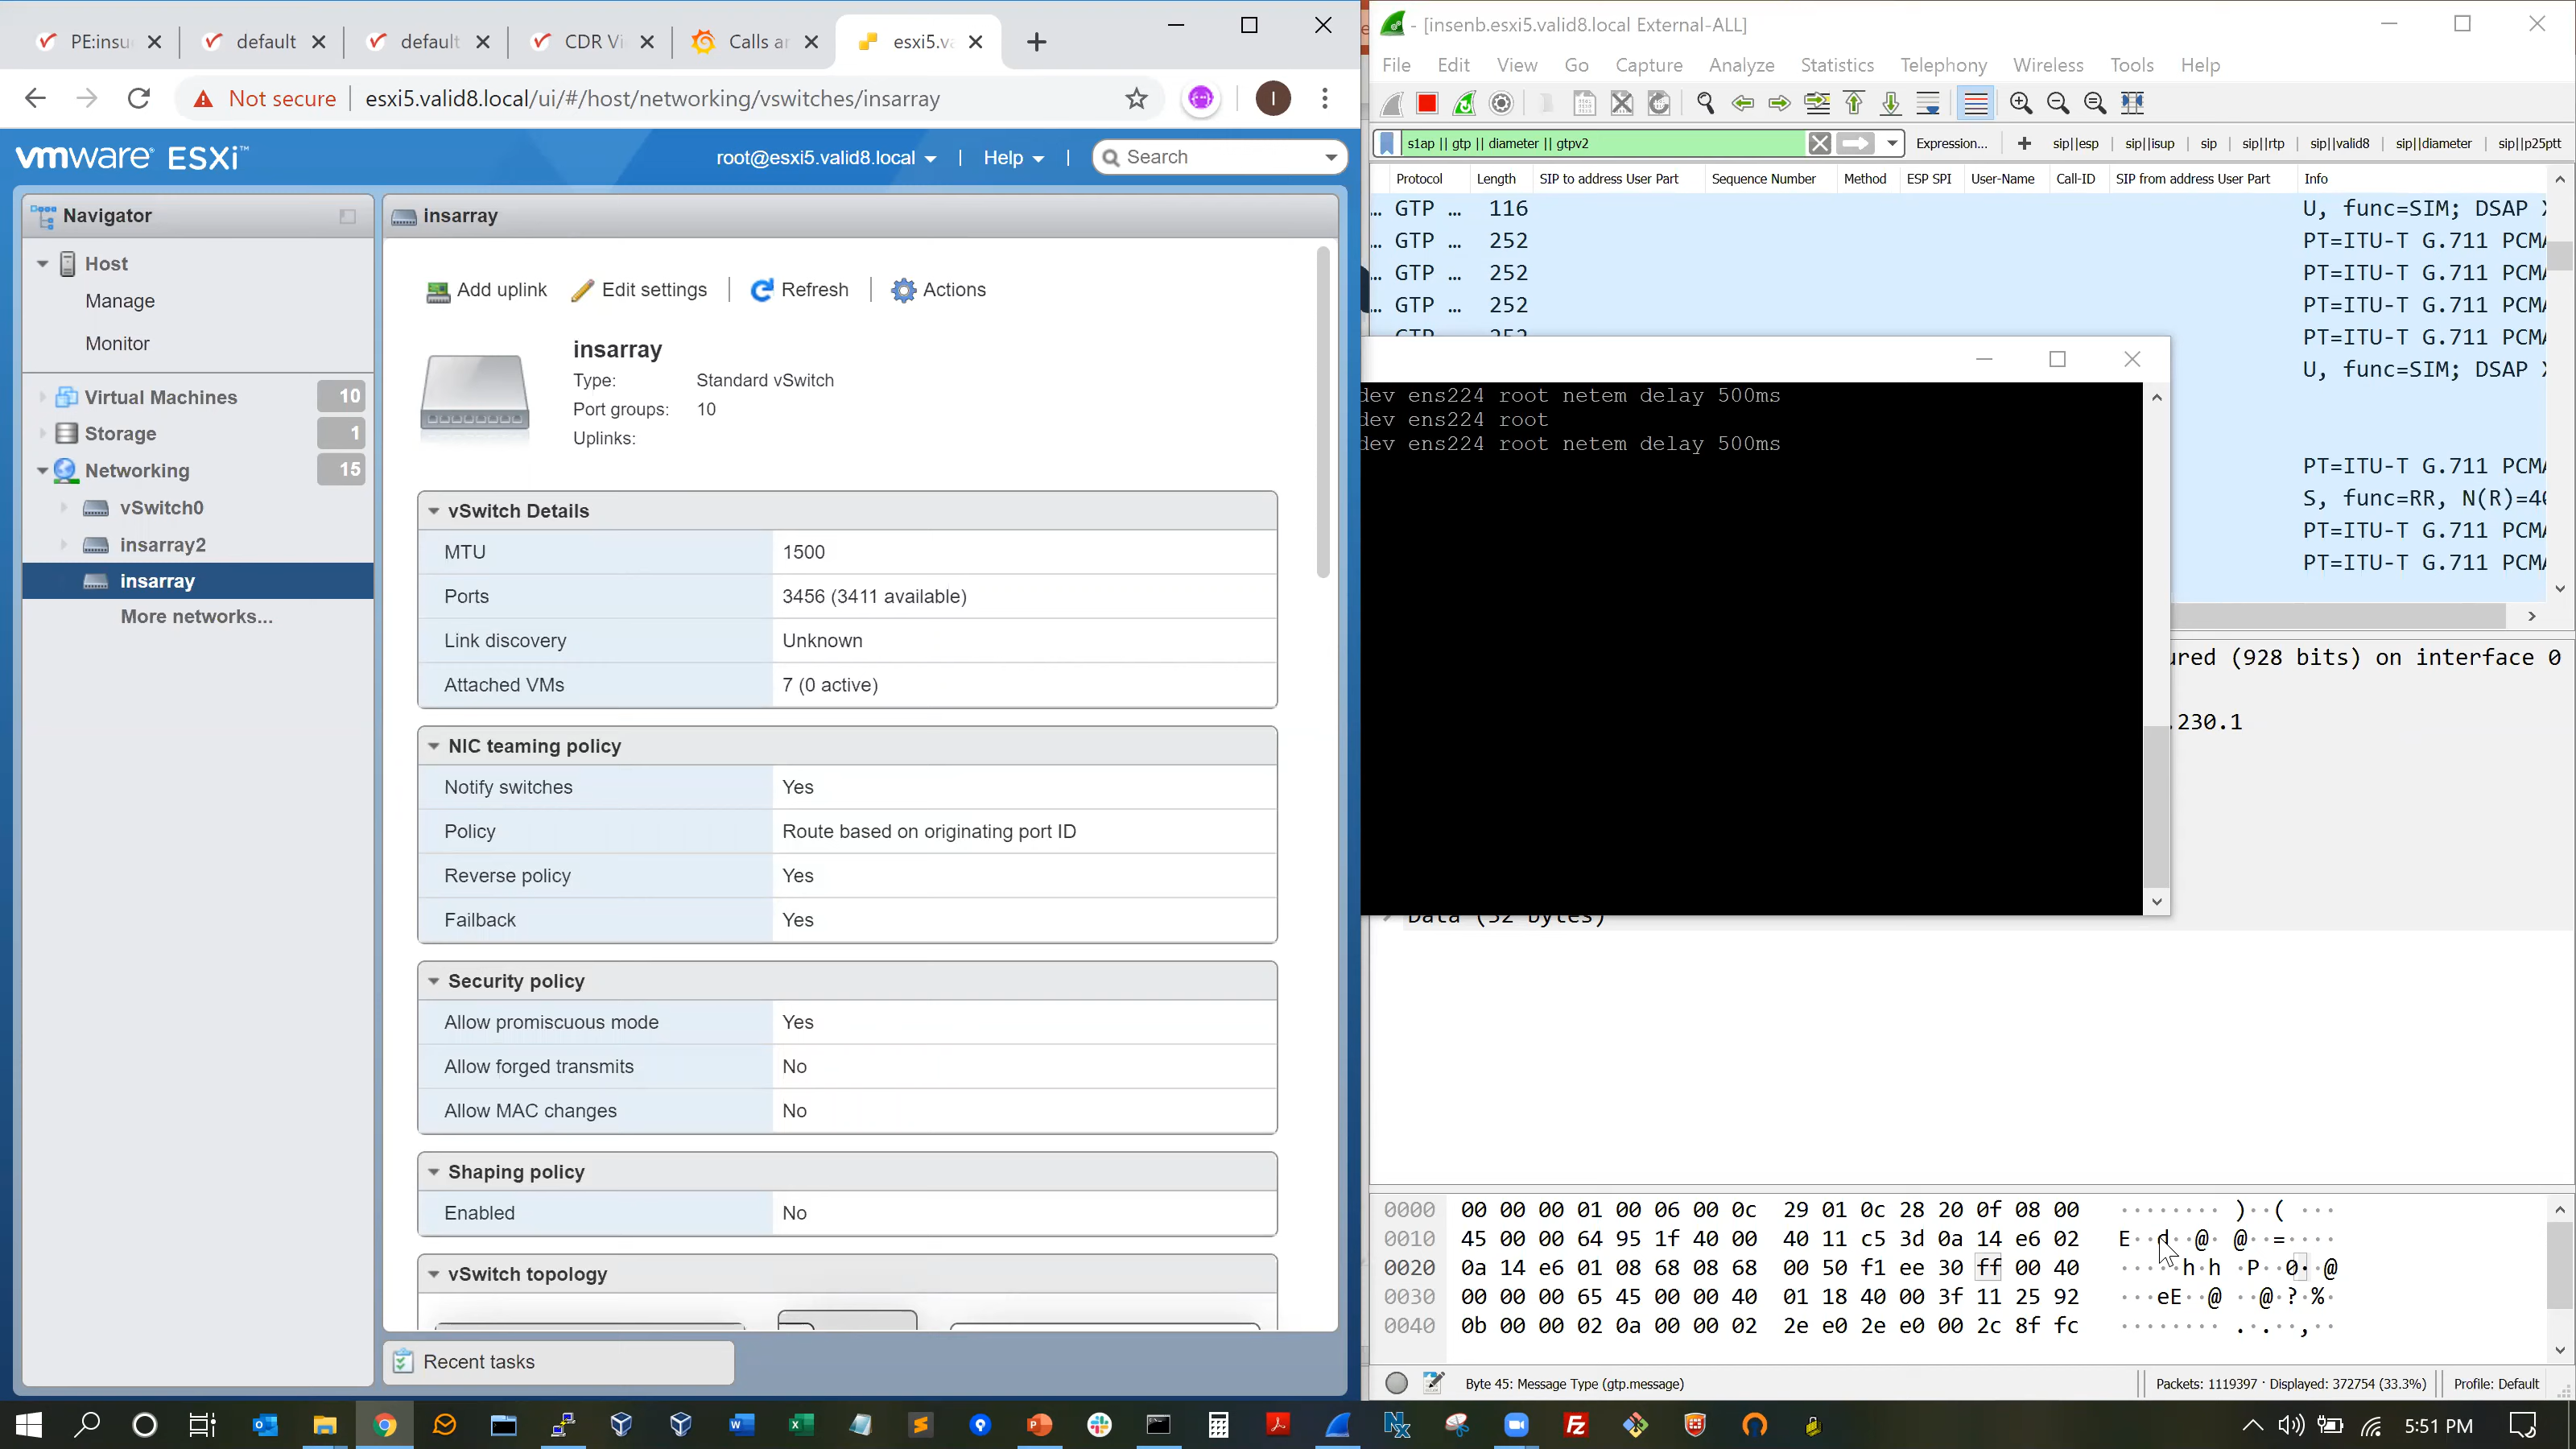 PE:insu
default
default
CDR Vi
Calls ar
esxi5.va
Not secure
esxi5.valid8.local/ui/#/host/networking/vswitches/insarray
I
vmware ESXi™
root@esxi5.valid8.local
|
Help
|
Search
Navigator
Host
Manage
Monitor
Virtual Machines 10
Storage 1
Networking 15
vSwitch0
insarray2
insarray
More networks...
insarray
Add uplink
Edit settings
Refresh
Actions
insarray
Type: Standard vSwitch
Port groups: 10
Uplinks:
vSwitch Details
MTU 1500
Ports 3456 (3411 available)
Link discovery Unknown
Attached VMs 7 (0 active)
NIC teaming policy
Notify switches Yes
Policy Route based on originating port ID
Reverse policy Yes
Failback Yes
Security policy
Allow promiscuous mode Yes
Allow forged transmits No
Allow MAC changes No
Shaping policy
Enabled No
vSwitch topology
Recent tasks
- [insenb.esxi5.valid8.local External-ALL]
File Edit View Go Capture Analyze Statistics Telephony Wireless Tools Help
s1ap || gtp || diameter || gtpv2
Expression... + sip||esp sip||isup sip sip||rtp sip||valid8 sip||diameter sip||p25ptt
Protocol Length SIP to address User Part Sequence Number Method ESP SPI User-Name Call-ID SIP from address User Part Info
… GTP … 116 U, func=SIM; DSAP
… GTP … 252 PT=ITU-T G.711 PCMA
… GTP … 252 PT=ITU-T G.711 PCMA
… GTP … 252 PT=ITU-T G.711 PCMA
GTP 252 PT=ITU-T G.711 PCMA
U, func=SIM; DSAP
PT=ITU-T G.711 PCMA
S, func=RR, N(R)=40
PT=ITU-T G.711 PCMA
PT=ITU-T G.711 PCMA
dev ens224 root netem delay 500ms
dev ens224 root
dev ens224 root netem delay 500ms
ured (928 bits) on interface 0
.230.1
Data (52 bytes)
0000 00 00 00 01 00 06 00 0c 29 01 0c 28 20 0f 08 00 ········ )··( ···
0010 45 00 00 64 95 1f 40 00 40 11 c5 3d 0a 14 e6 02 E··d··@· @··=····
0020 0a 14 e6 01 08 68 08 68 00 50 f1 ee 30 ff 00 40 ·····h·h ·P··0··@
0030 00 00 00 65 45 00 00 40 01 18 40 00 3f 11 25 92 ···eE··@ ··@·?·%·
0040 0b 00 00 02 0a 00 00 02 2e e0 2e e0 00 2c 8f fc ········ .·.··,··
Byte 45: Message Type (gtp.message)
Packets: 1119397 · Displayed: 372754 (33.3%)
Profile: Default
5:51 PM